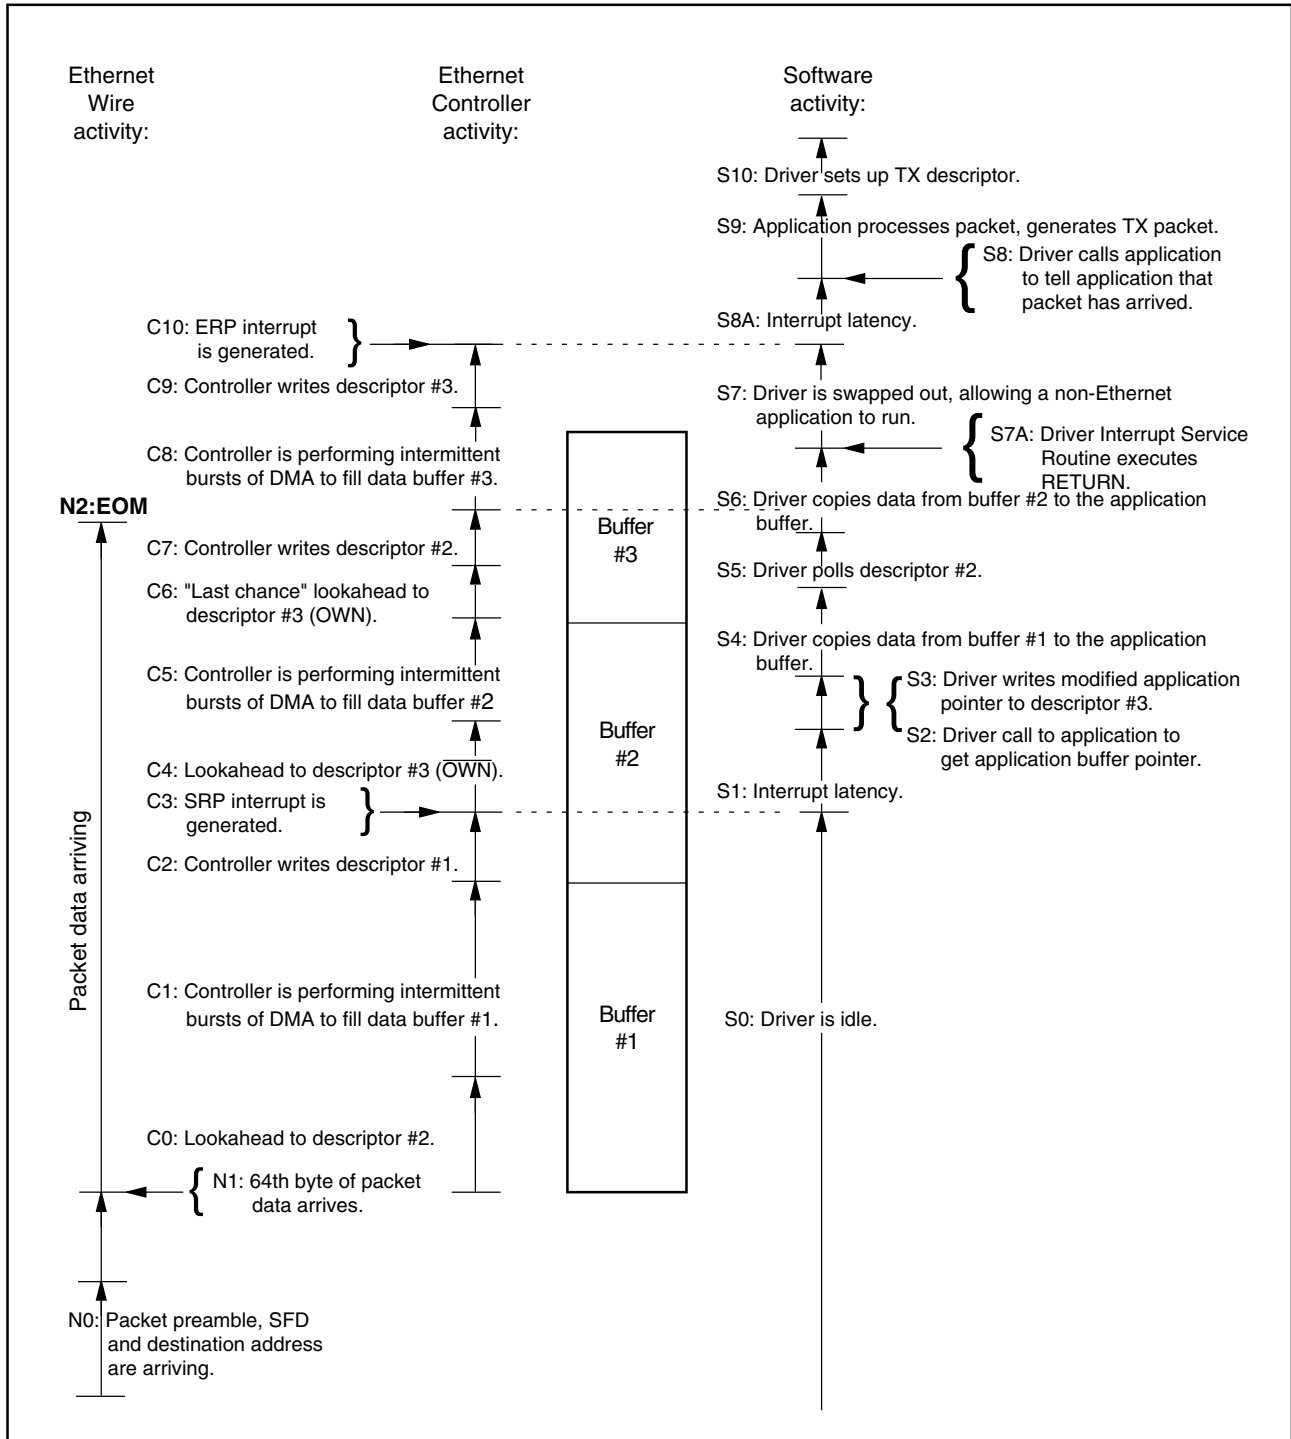 Ethernet
Wire
activity:
Ethernet
Controller
activity:
Software
activity:
S10: Driver sets up TX descriptor.
S9: Application processes packet, generates TX packet.
S8: Driver calls application
to tell application that
packet has arrived.
S8A: Interrupt latency.
C10: ERP interrupt
is generated.
C9: Controller writes descriptor #3.
S7: Driver is swapped out, allowing a non-Ethernet
application to run.
S7A: Driver Interrupt Service
Routine executes
RETURN.
C8: Controller is performing intermittent
bursts of DMA to fill data buffer #3.
N2:EOM
S6: Driver copies data from buffer #2 to the application
buffer.
Buffer
#3
C7: Controller writes descriptor #2.
S5: Driver polls descriptor #2.
C6: "Last chance" lookahead to
descriptor #3 (OWN).
S4: Driver copies data from buffer #1 to the application
buffer.
C5: Controller is performing intermittent
bursts of DMA to fill data buffer #2
S3: Driver writes modified application
pointer to descriptor #3.
S2: Driver call to application to
get application buffer pointer.
Buffer
#2
C4: Lookahead to descriptor #3 (O̅W̅N̅).
S1: Interrupt latency.
C3: SRP interrupt is
generated.
C2: Controller writes descriptor #1.
Packet data arriving
C1: Controller is performing intermittent
bursts of DMA to fill data buffer #1.
Buffer
#1
S0: Driver is idle.
C0: Lookahead to descriptor #2.
N1: 64th byte of packet
data arrives.
N0: Packet preamble, SFD
and destination address
are arriving.